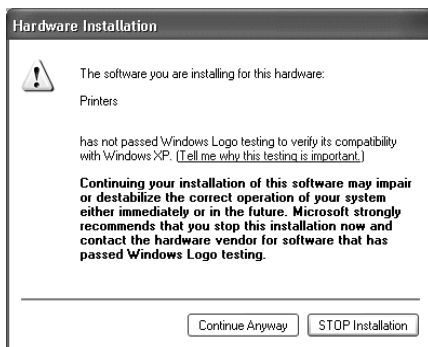 Hardware Installation
The software you are installing for this hardware:
Printers
has not passed Windows Logo testing to verify its compatibility
with Windows XP. (Tell me why this testing is important.)
Continuing your installation of this software may impair
or destabilize the correct operation of your system
either immediately or in the future. Microsoft strongly
recommends that you stop this installation now and
contact the hardware vendor for software that has
passed Windows Logo testing.
Continue Anyway
STOP Installation